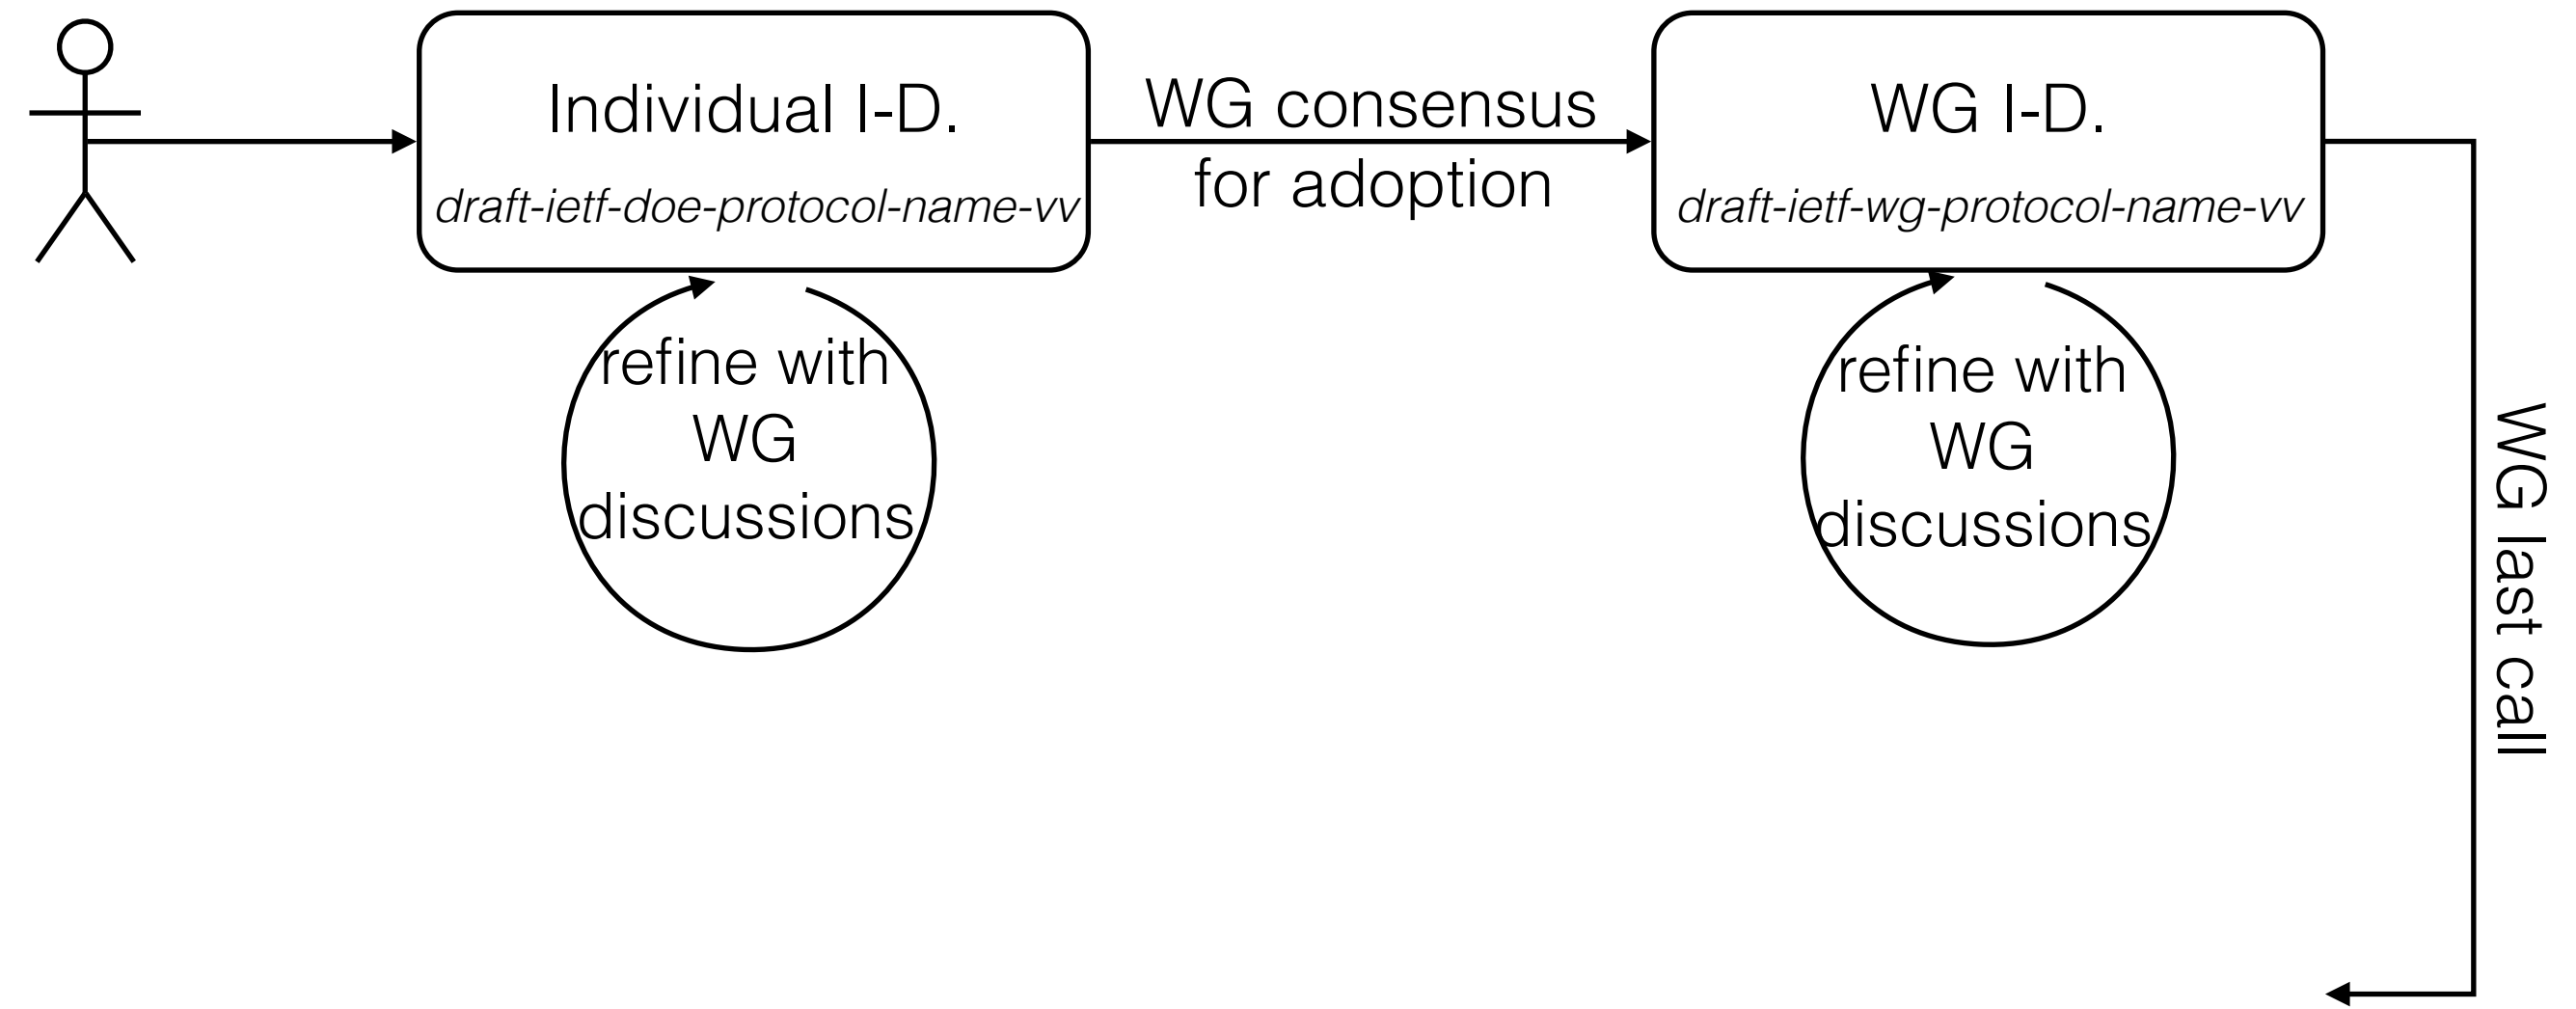 Individual I-D.
draft-ietf-doe-protocol-name-vv
WG consensus
for adoption
WG I-D.
draft-ietf-wg-protocol-name-vv
refine with
WG
discussions
refine with
WG
discussions
WG last call